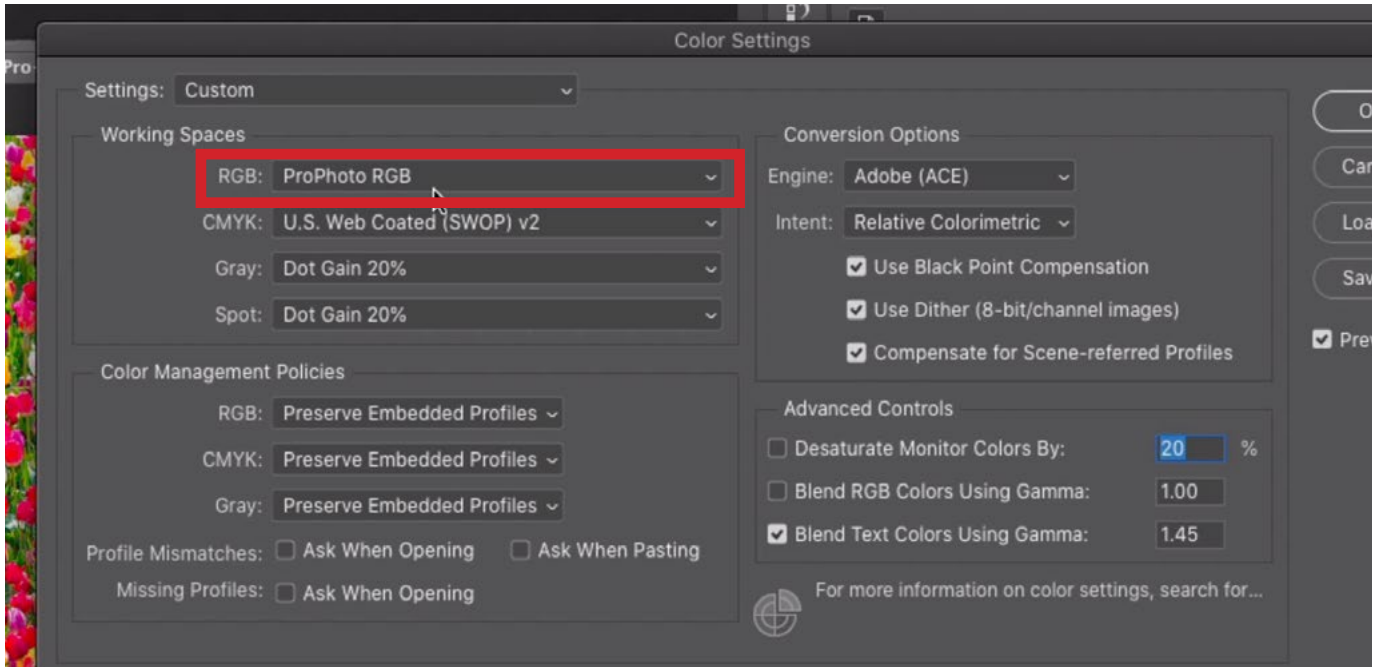 Color Settings
Pro
Settings: Custom
Working Spaces
RGB: ProPhoto RGB
CMYK: U.S. Web Coated (SWOP) v2
Gray: Dot Gain 20%
Spot: Dot Gain 20%
Color Management Policies
RGB: Preserve Embedded Profiles
CMYK: Preserve Embedded Profiles
Gray: Preserve Embedded Profiles
Profile Mismatches: Ask When Opening Ask When Pasting
Missing Profiles: Ask When Opening
Conversion Options
Engine: Adobe (ACE)
Intent: Relative Colorimetric
Use Black Point Compensation
Use Dither (8-bit/channel images)
Compensate for Scene-referred Profiles
Advanced Controls
Desaturate Monitor Colors By: 20 %
Blend RGB Colors Using Gamma: 1.00
Blend Text Colors Using Gamma: 1.45
For more information on color settings, search for...